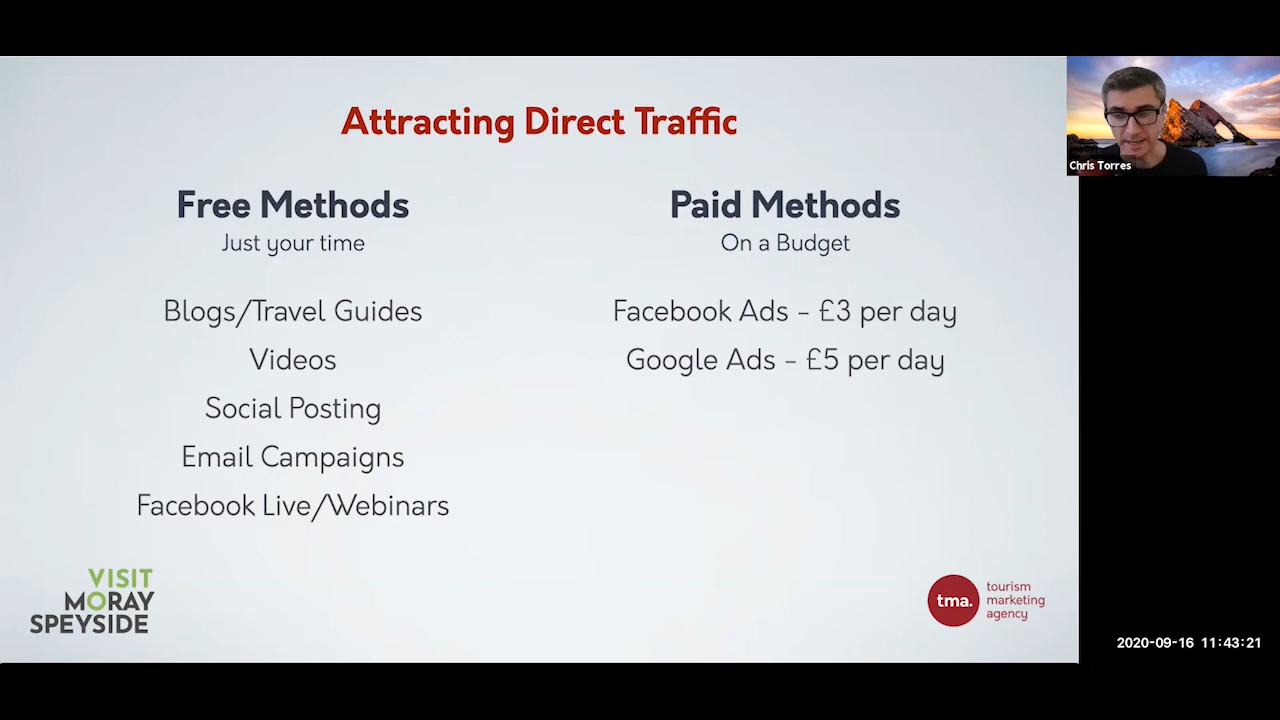 Attracting Direct Traffic
Free Methods
Just your time
Blogs/Travel Guides
Videos
Social Posting
Email Campaigns
Facebook Live/Webinars
Paid Methods
On a Budget
Facebook Ads - £3 per day
Google Ads - £5 per day
VISIT
MORAY
SPEYSIDE
tma.
tourism
marketing
agency
Chris Torres
2020-09-16 11:43:21